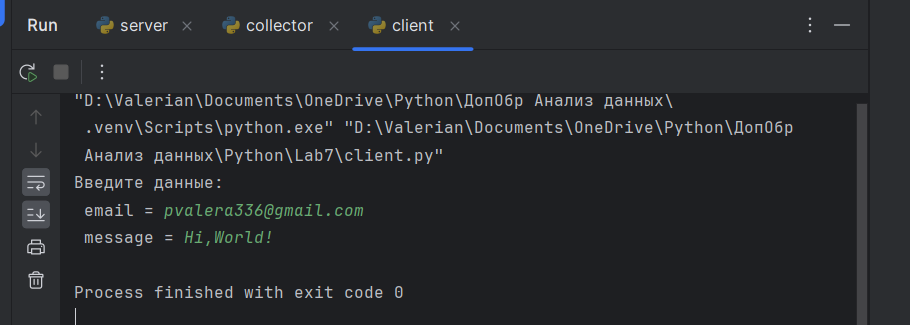 Run server collector client
"D:\Valerian\Documents\OneDrive\Python\ДопОбр Анализ данных\
.venv\Scripts\python.exe" "D:\Valerian\Documents\OneDrive\Python\ДопОбр
Анализ данных\Python\Lab7\client.py"
Введите данные:
email = pvalera336@gmail.com
message = Hi,World!
Process finished with exit code 0